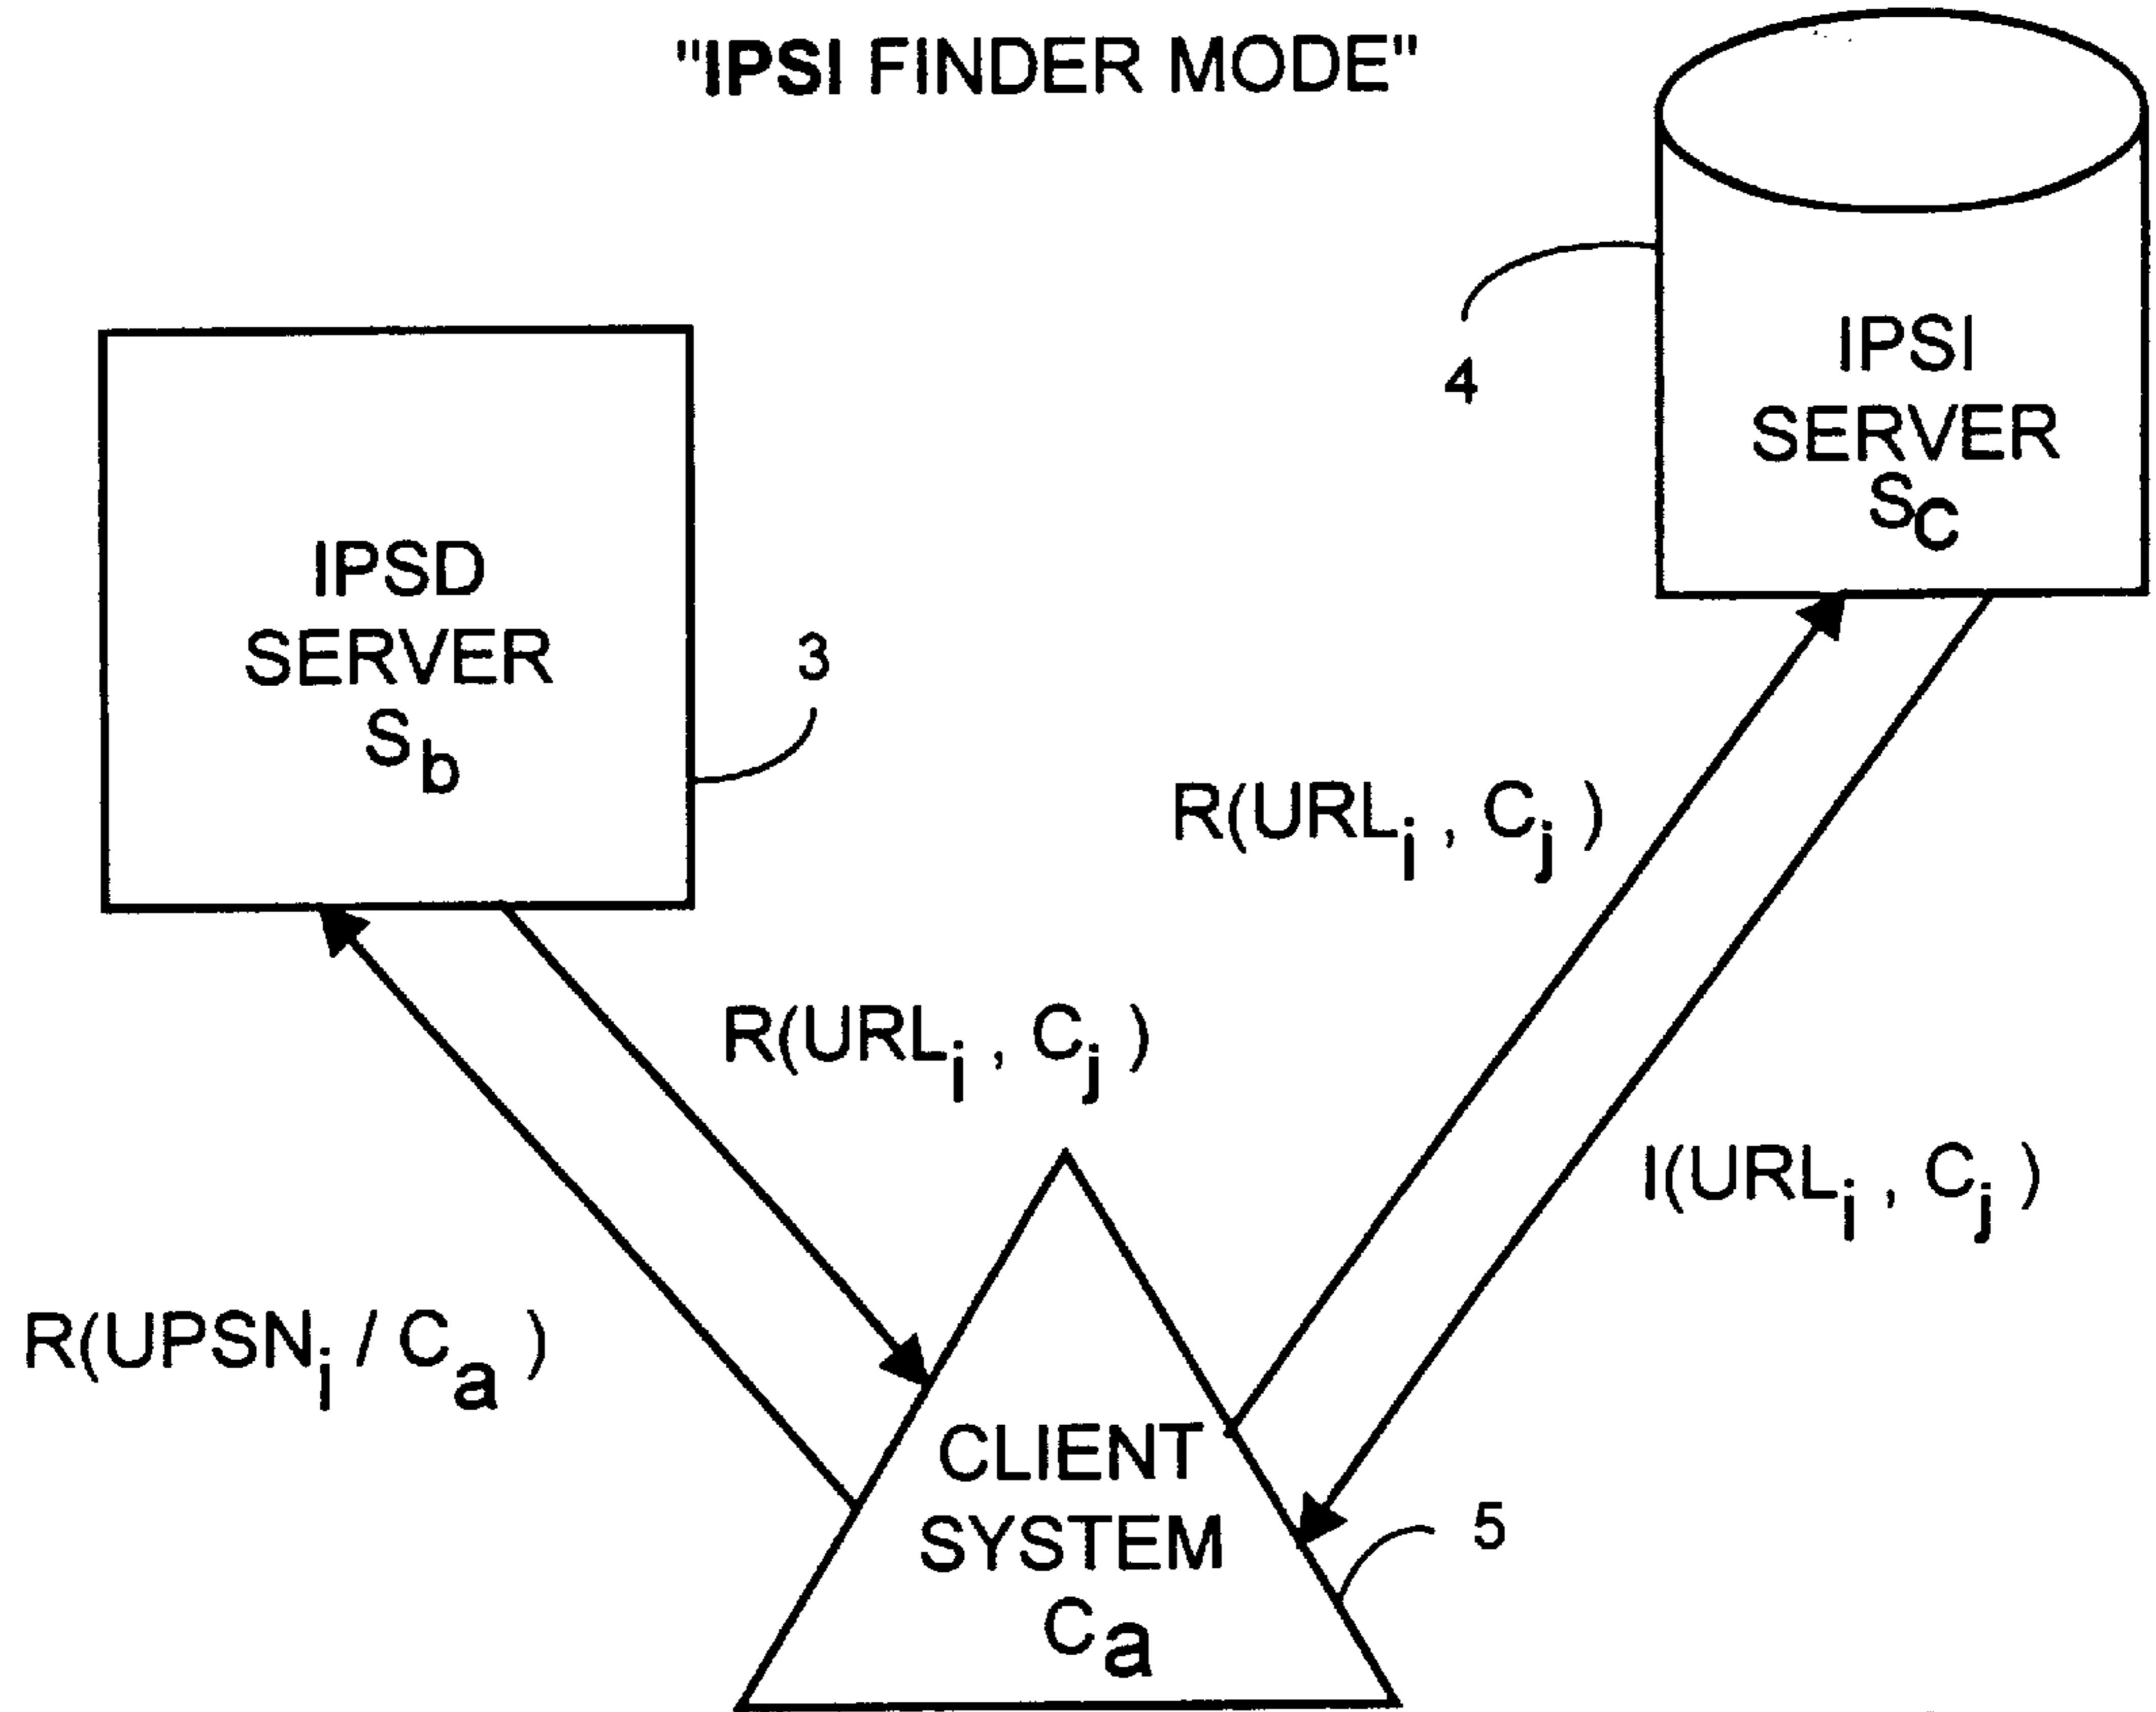 "IPSI FINDER MODE"
IPSI
SERVER
Sc
4
IPSD
SERVER
Sb
3
R(URLi , Cj )
R(URLi , Cj )
I(URLi , Cj )
R(UPSNi / Ca )
CLIENT
SYSTEM
Ca
5